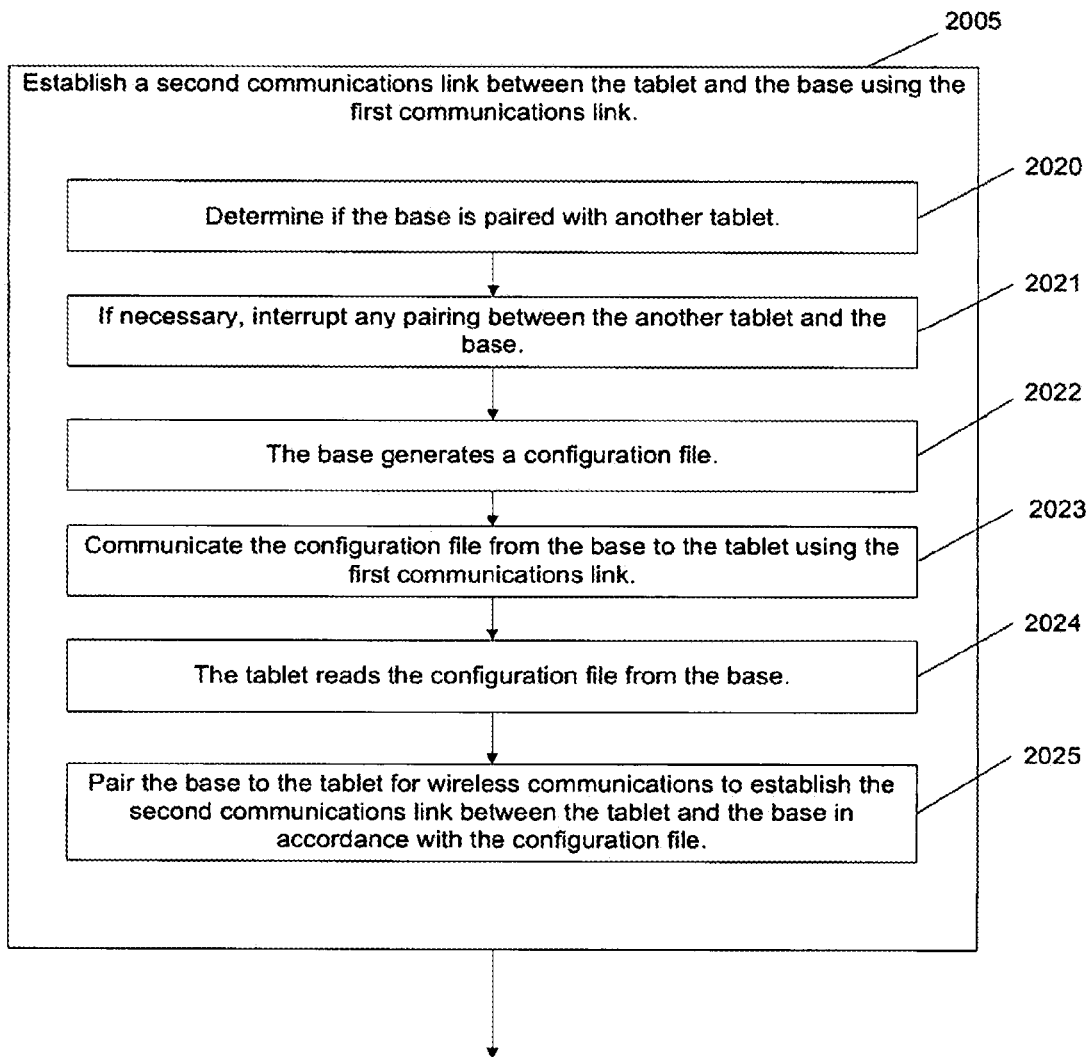 2005
Establish a second communications link between the tablet and the base using the
first communications link.
2020
Determine if the base is paired with another tablet.
2021
If necessary, interrupt any pairing between the another tablet and the
base.
2022
The base generates a configuration file.
2023
Communicate the configuration file from the base to the tablet using the
first communications link.
2024
The tablet reads the configuration file from the base.
2025
Pair the base to the tablet for wireless communications to establish the
second communications link between the tablet and the base in
accordance with the configuration file.